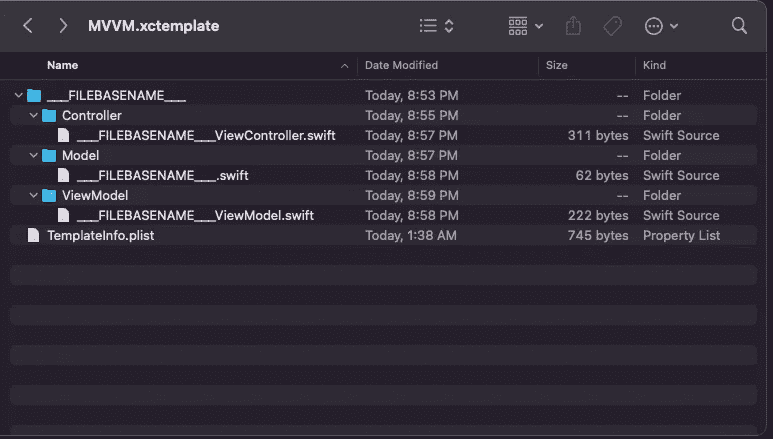 MVVM.xctemplate
Name Date Modified Size Kind
___FILEBASENAME___ Today, 8:53 PM -- Folder
Controller Today, 8:55 PM -- Folder
___FILEBASENAME___ViewController.swift Today, 8:57 PM 311 bytes Swift Source
Model Today, 8:57 PM -- Folder
___FILEBASENAME___.swift Today, 8:58 PM 62 bytes Swift Source
ViewModel Today, 8:59 PM -- Folder
___FILEBASENAME___ViewModel.swift Today, 8:58 PM 222 bytes Swift Source
TemplateInfo.plist Today, 1:38 AM 745 bytes Property List